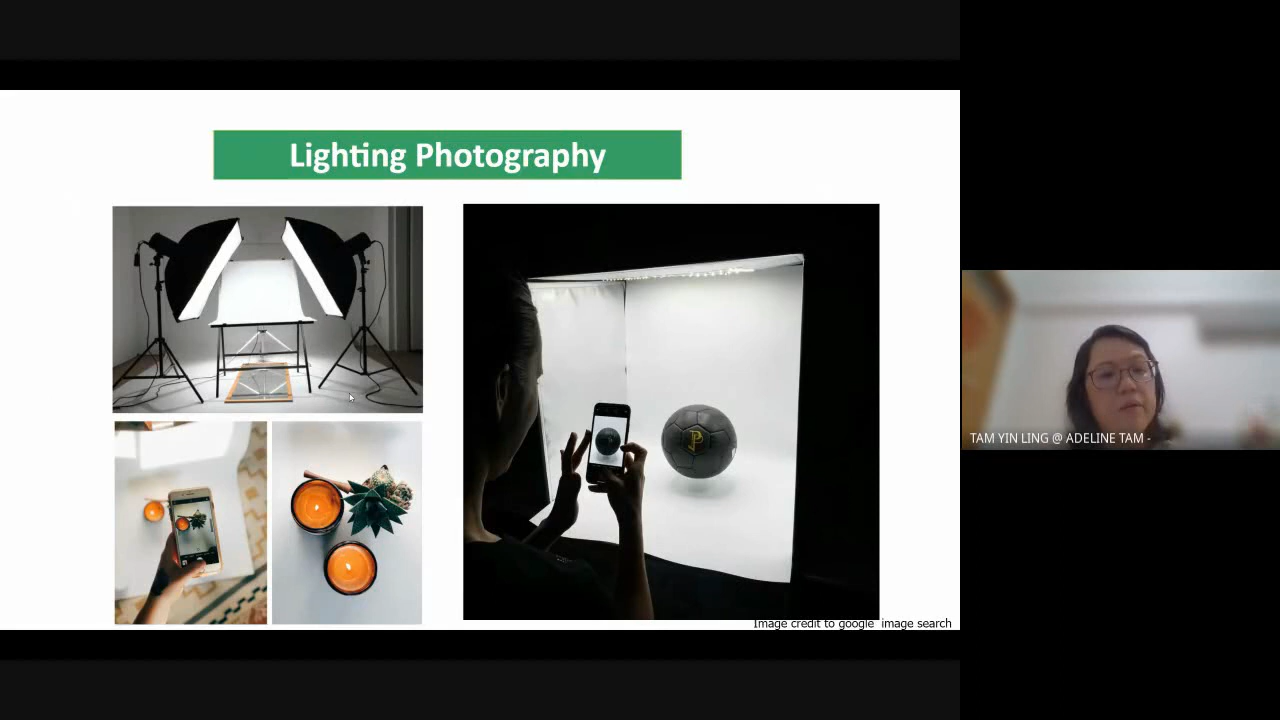 Lighting Photography
Image credit to google image search
TAM YIN LING @ ADELINE TAM -